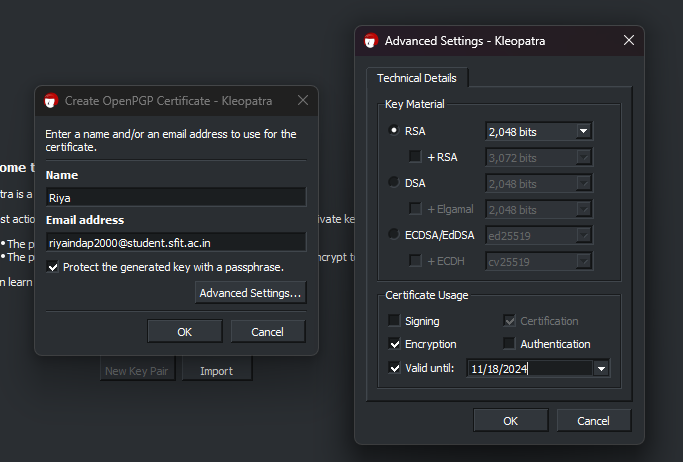 Create OpenPGP Certificate - Kleopatra
Enter a name and/or an email address to use for the
certificate.
Name
Riya
Email address
riyaindap2000@student.sfit.ac.in
Protect the generated key with a passphrase.
Advanced Settings...
OK
Cancel
ome t
tra is a
st action
ivate ke
• The p
• The p
crypt to
n learn
New Key Pair
Import
Advanced Settings - Kleopatra
Technical Details
Key Material
RSA
2,048 bits
+ RSA
3,072 bits
DSA
2,048 bits
+ Elgamal
2,048 bits
ECDSA/EdDSA
ed25519
+ ECDH
cv25519
Certificate Usage
Signing
Certification
Encryption
Authentication
Valid until:
11/18/2024
OK
Cancel